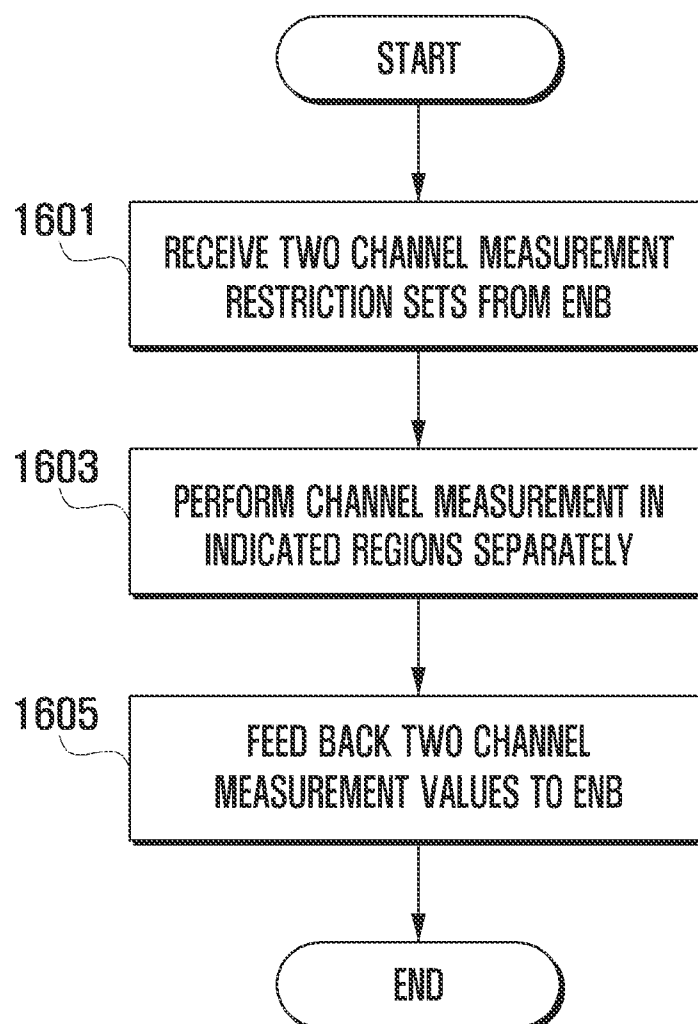 START
1601
RECEIVE TWO CHANNEL MEASUREMENT
RESTRICTION SETS FROM ENB
1603
PERFORM CHANNEL MEASUREMENT IN
INDICATED REGIONS SEPARATELY
1605
FEED BACK TWO CHANNEL
MEASUREMENT VALUES TO ENB
END